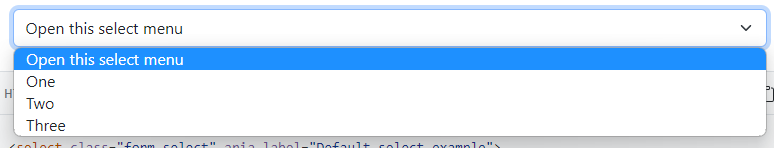 Open this select menu
Open this select menu
One
Two
Three
<select class="form-select" aria-label="Default select example">